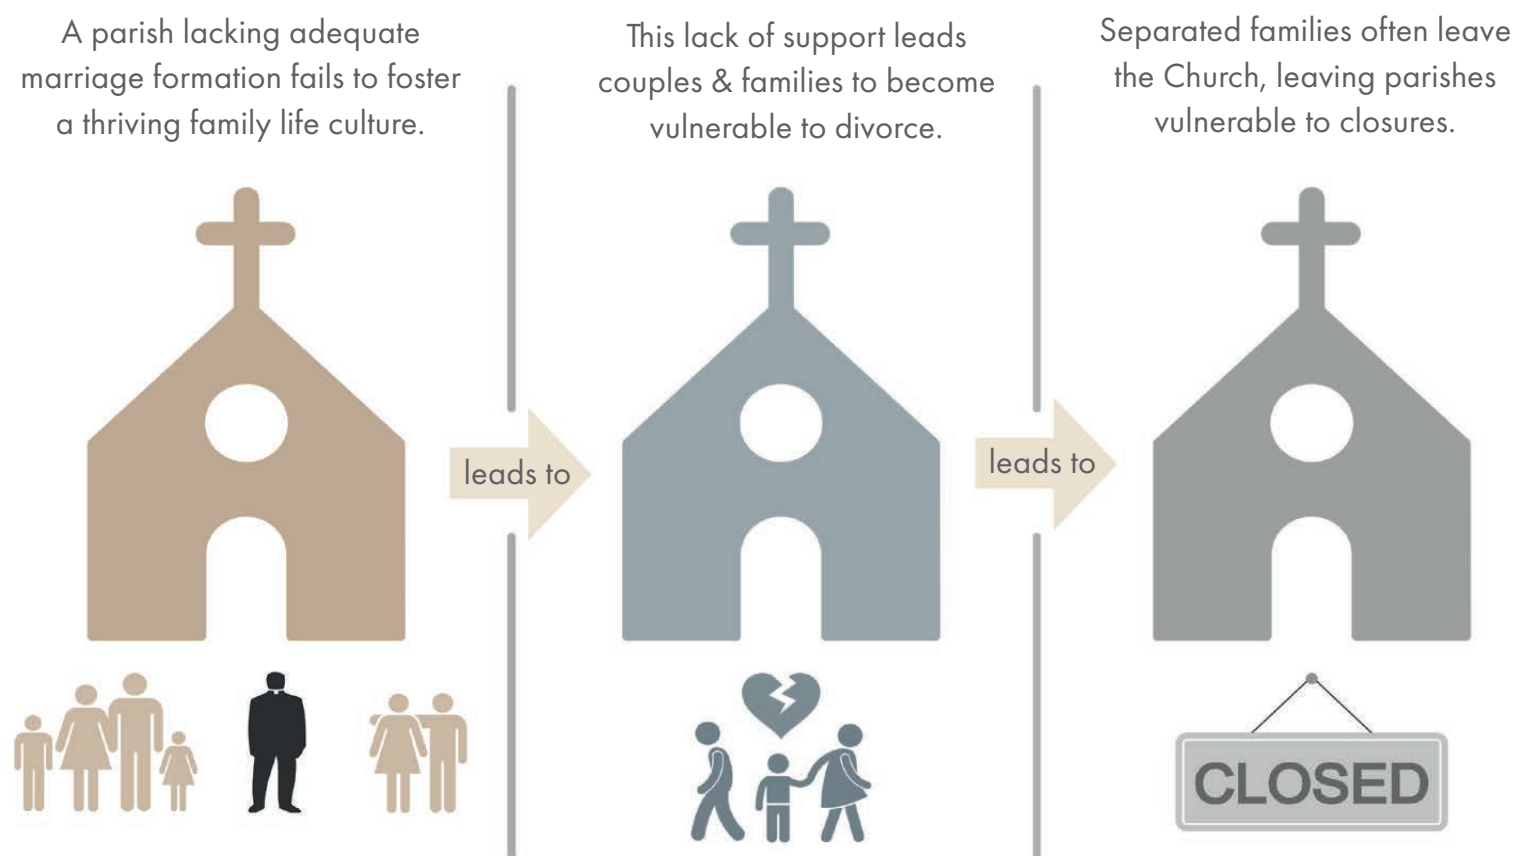 A parish lacking adequate
marriage formation fails to foster
a thriving family life culture.
This lack of support leads
couples & families to become
vulnerable to divorce.
Separated families often leave
the Church, leaving parishes
vulnerable to closures.
leads to
leads to
CLOSED